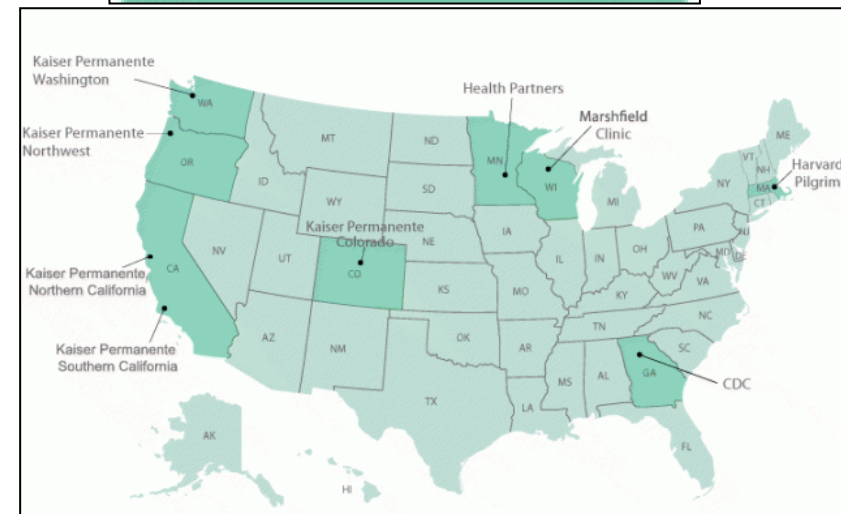 Kaiser Permanente
Washington
Kaiser Permanente
Northwest
Kaiser Permanente
Northern California
Kaiser Permanente
Southern California
Kaiser Permanente
Colorado
Health Partners
Marshfield
Clinic
Harvard
Pilgrim
CDC
WA
OR
CA
NV
ID
MT
WY
UT
CO
AZ
NM
ND
SD
NE
KS
OK
TX
MN
IA
MO
AR
LA
WI
IL
MI
IN
OH
KY
TN
MS
AL
GA
FL
SC
NC
VA
WV
PA
NY
VT
NH
ME
MA
CT
NJ
MD
DE
AK
HI